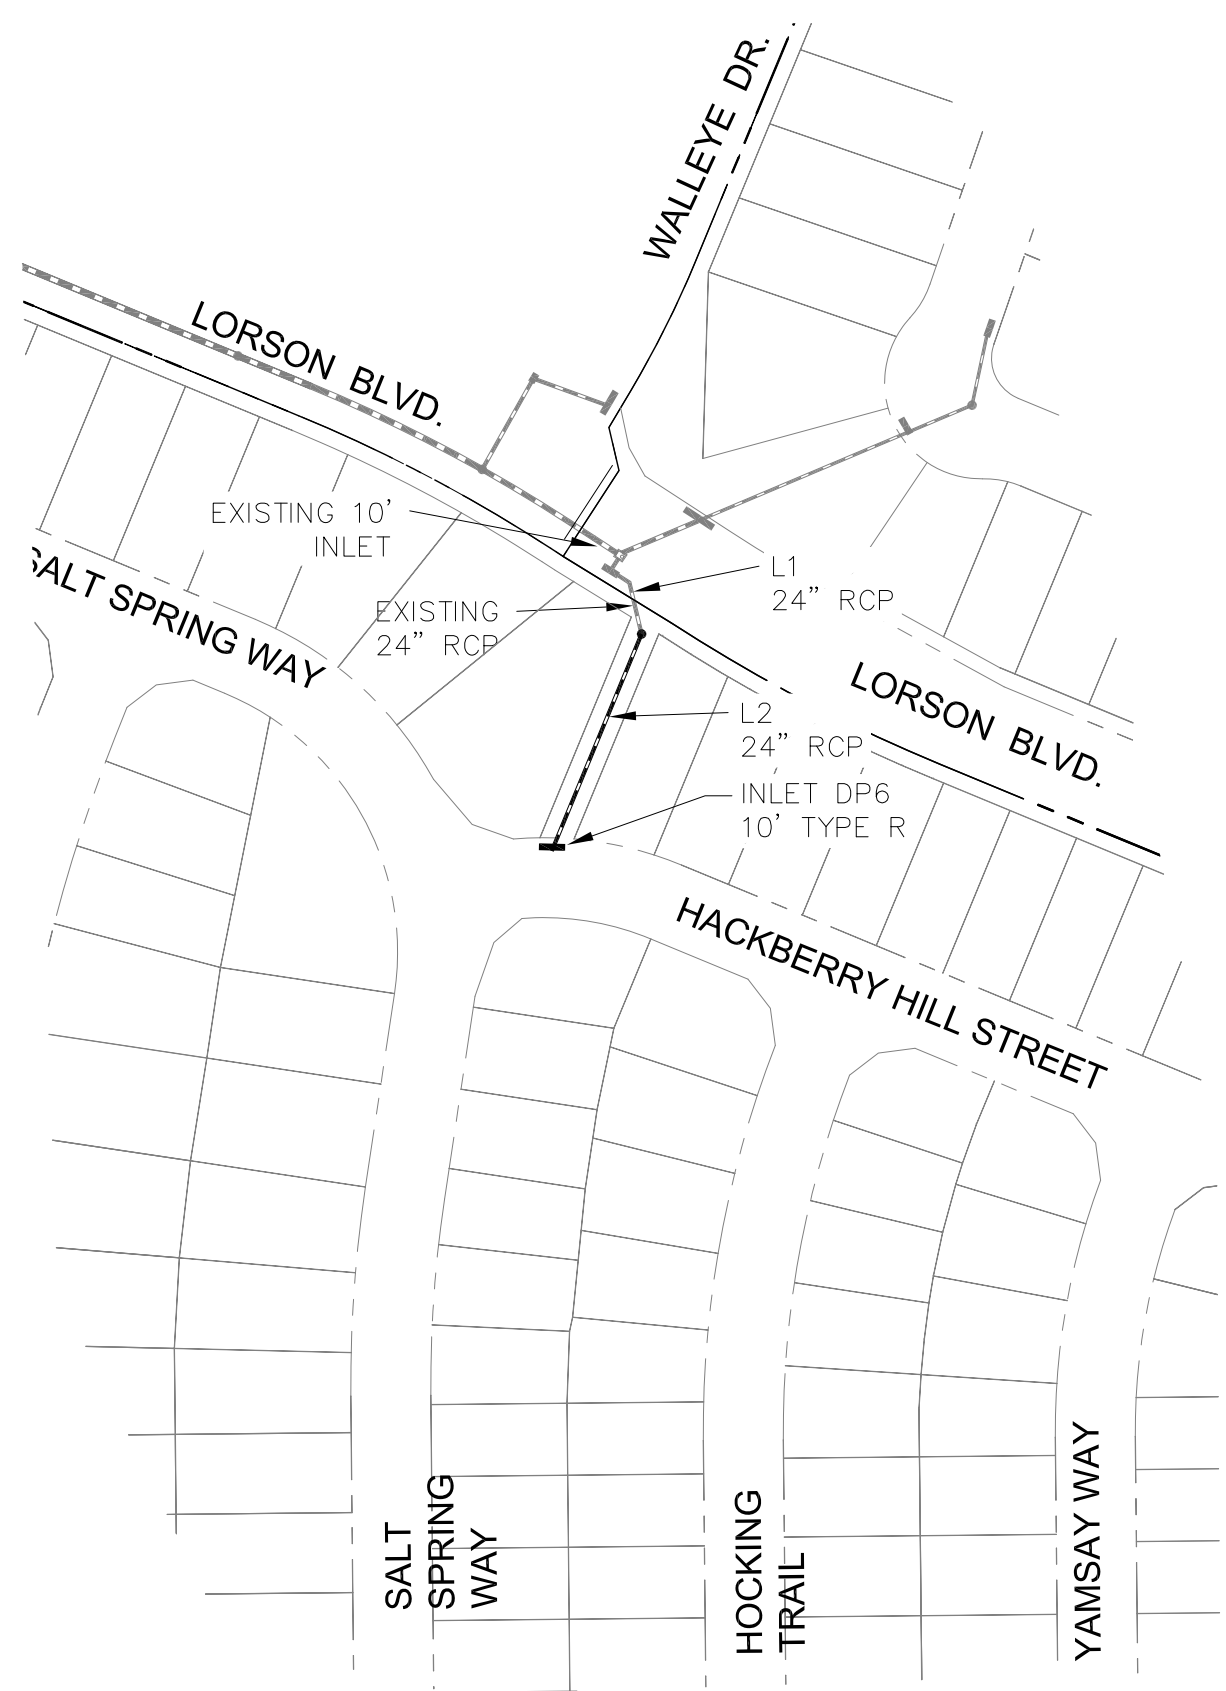 WALLEYE DR.
LORSON BLVD.
EXISTING 10'
INLET
L1
24" RCP
SALT SPRING WAY
EXISTING
24" RCP
LORSON BLVD.
L2
24" RCP
INLET DP6
10' TYPE R
HACKBERRY HILL STREET
SALT
SPRING
WAY
HOCKING
TRAIL
YAMSAY WAY